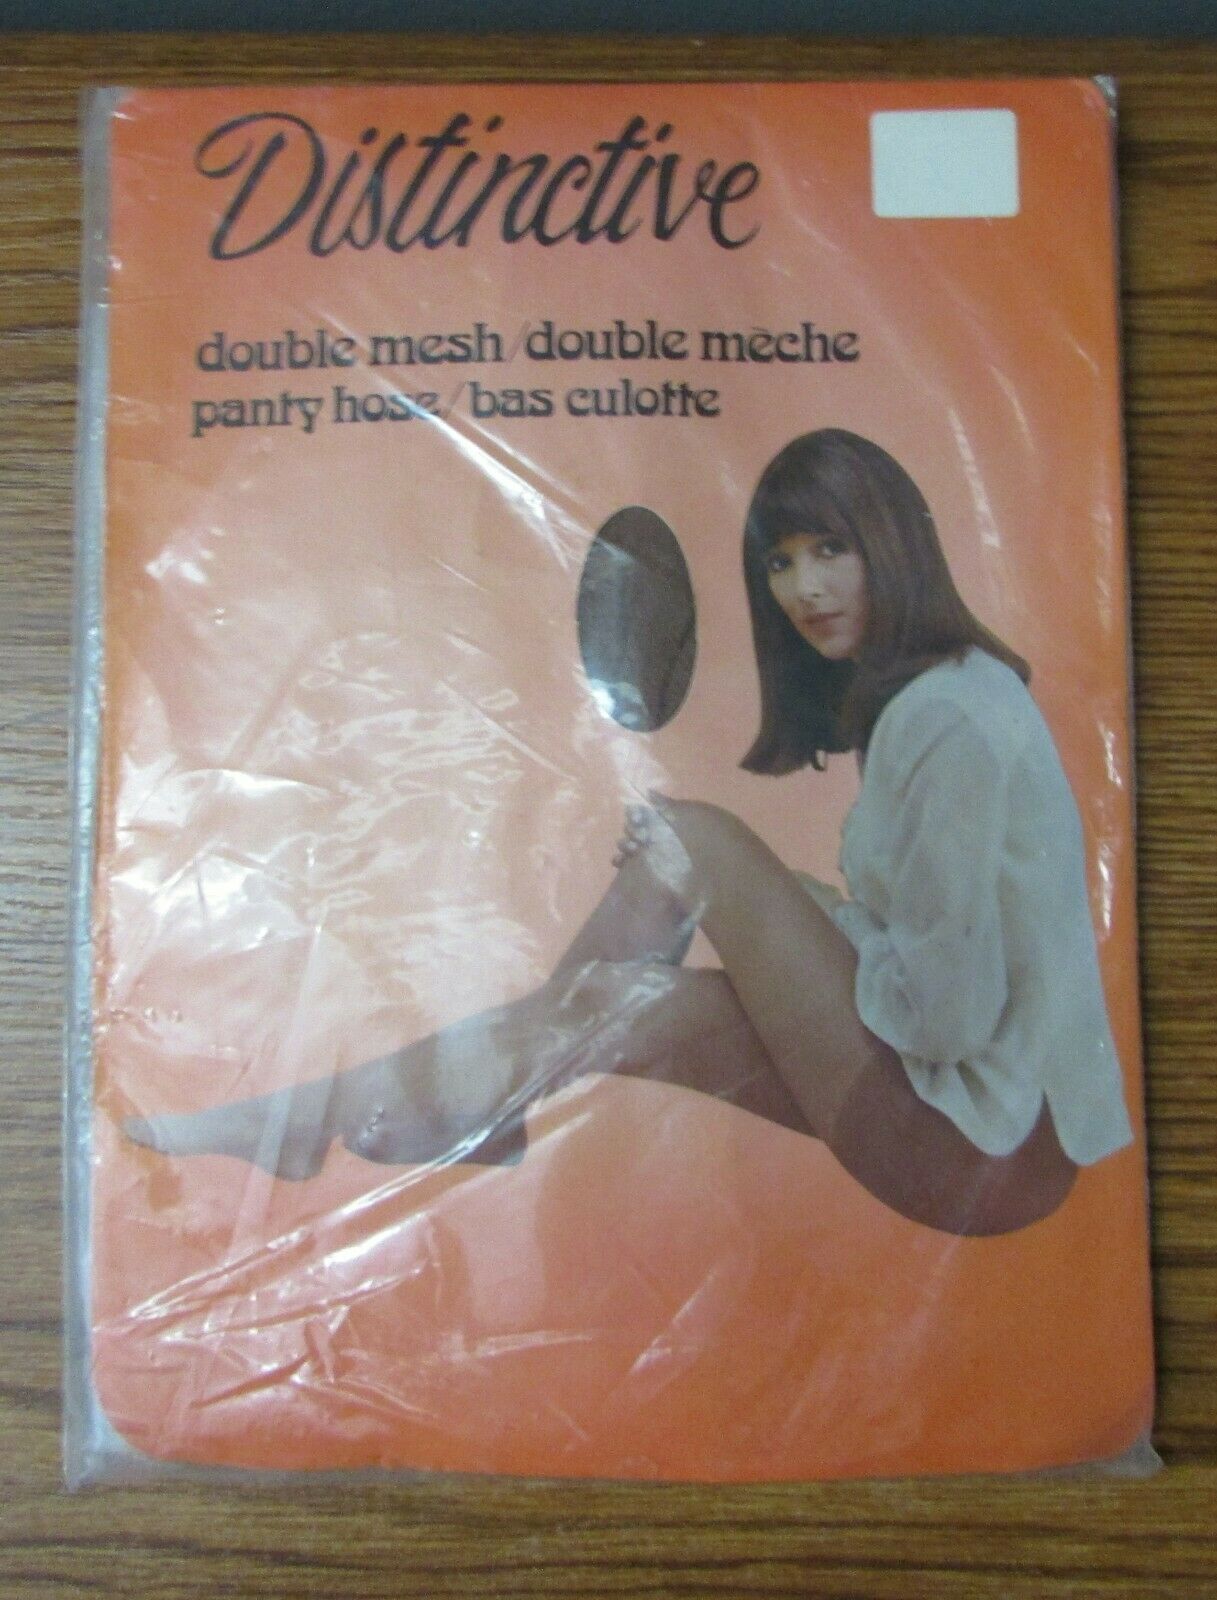 Distinctive
double mesh/double mèche
panty hose/bas culotte